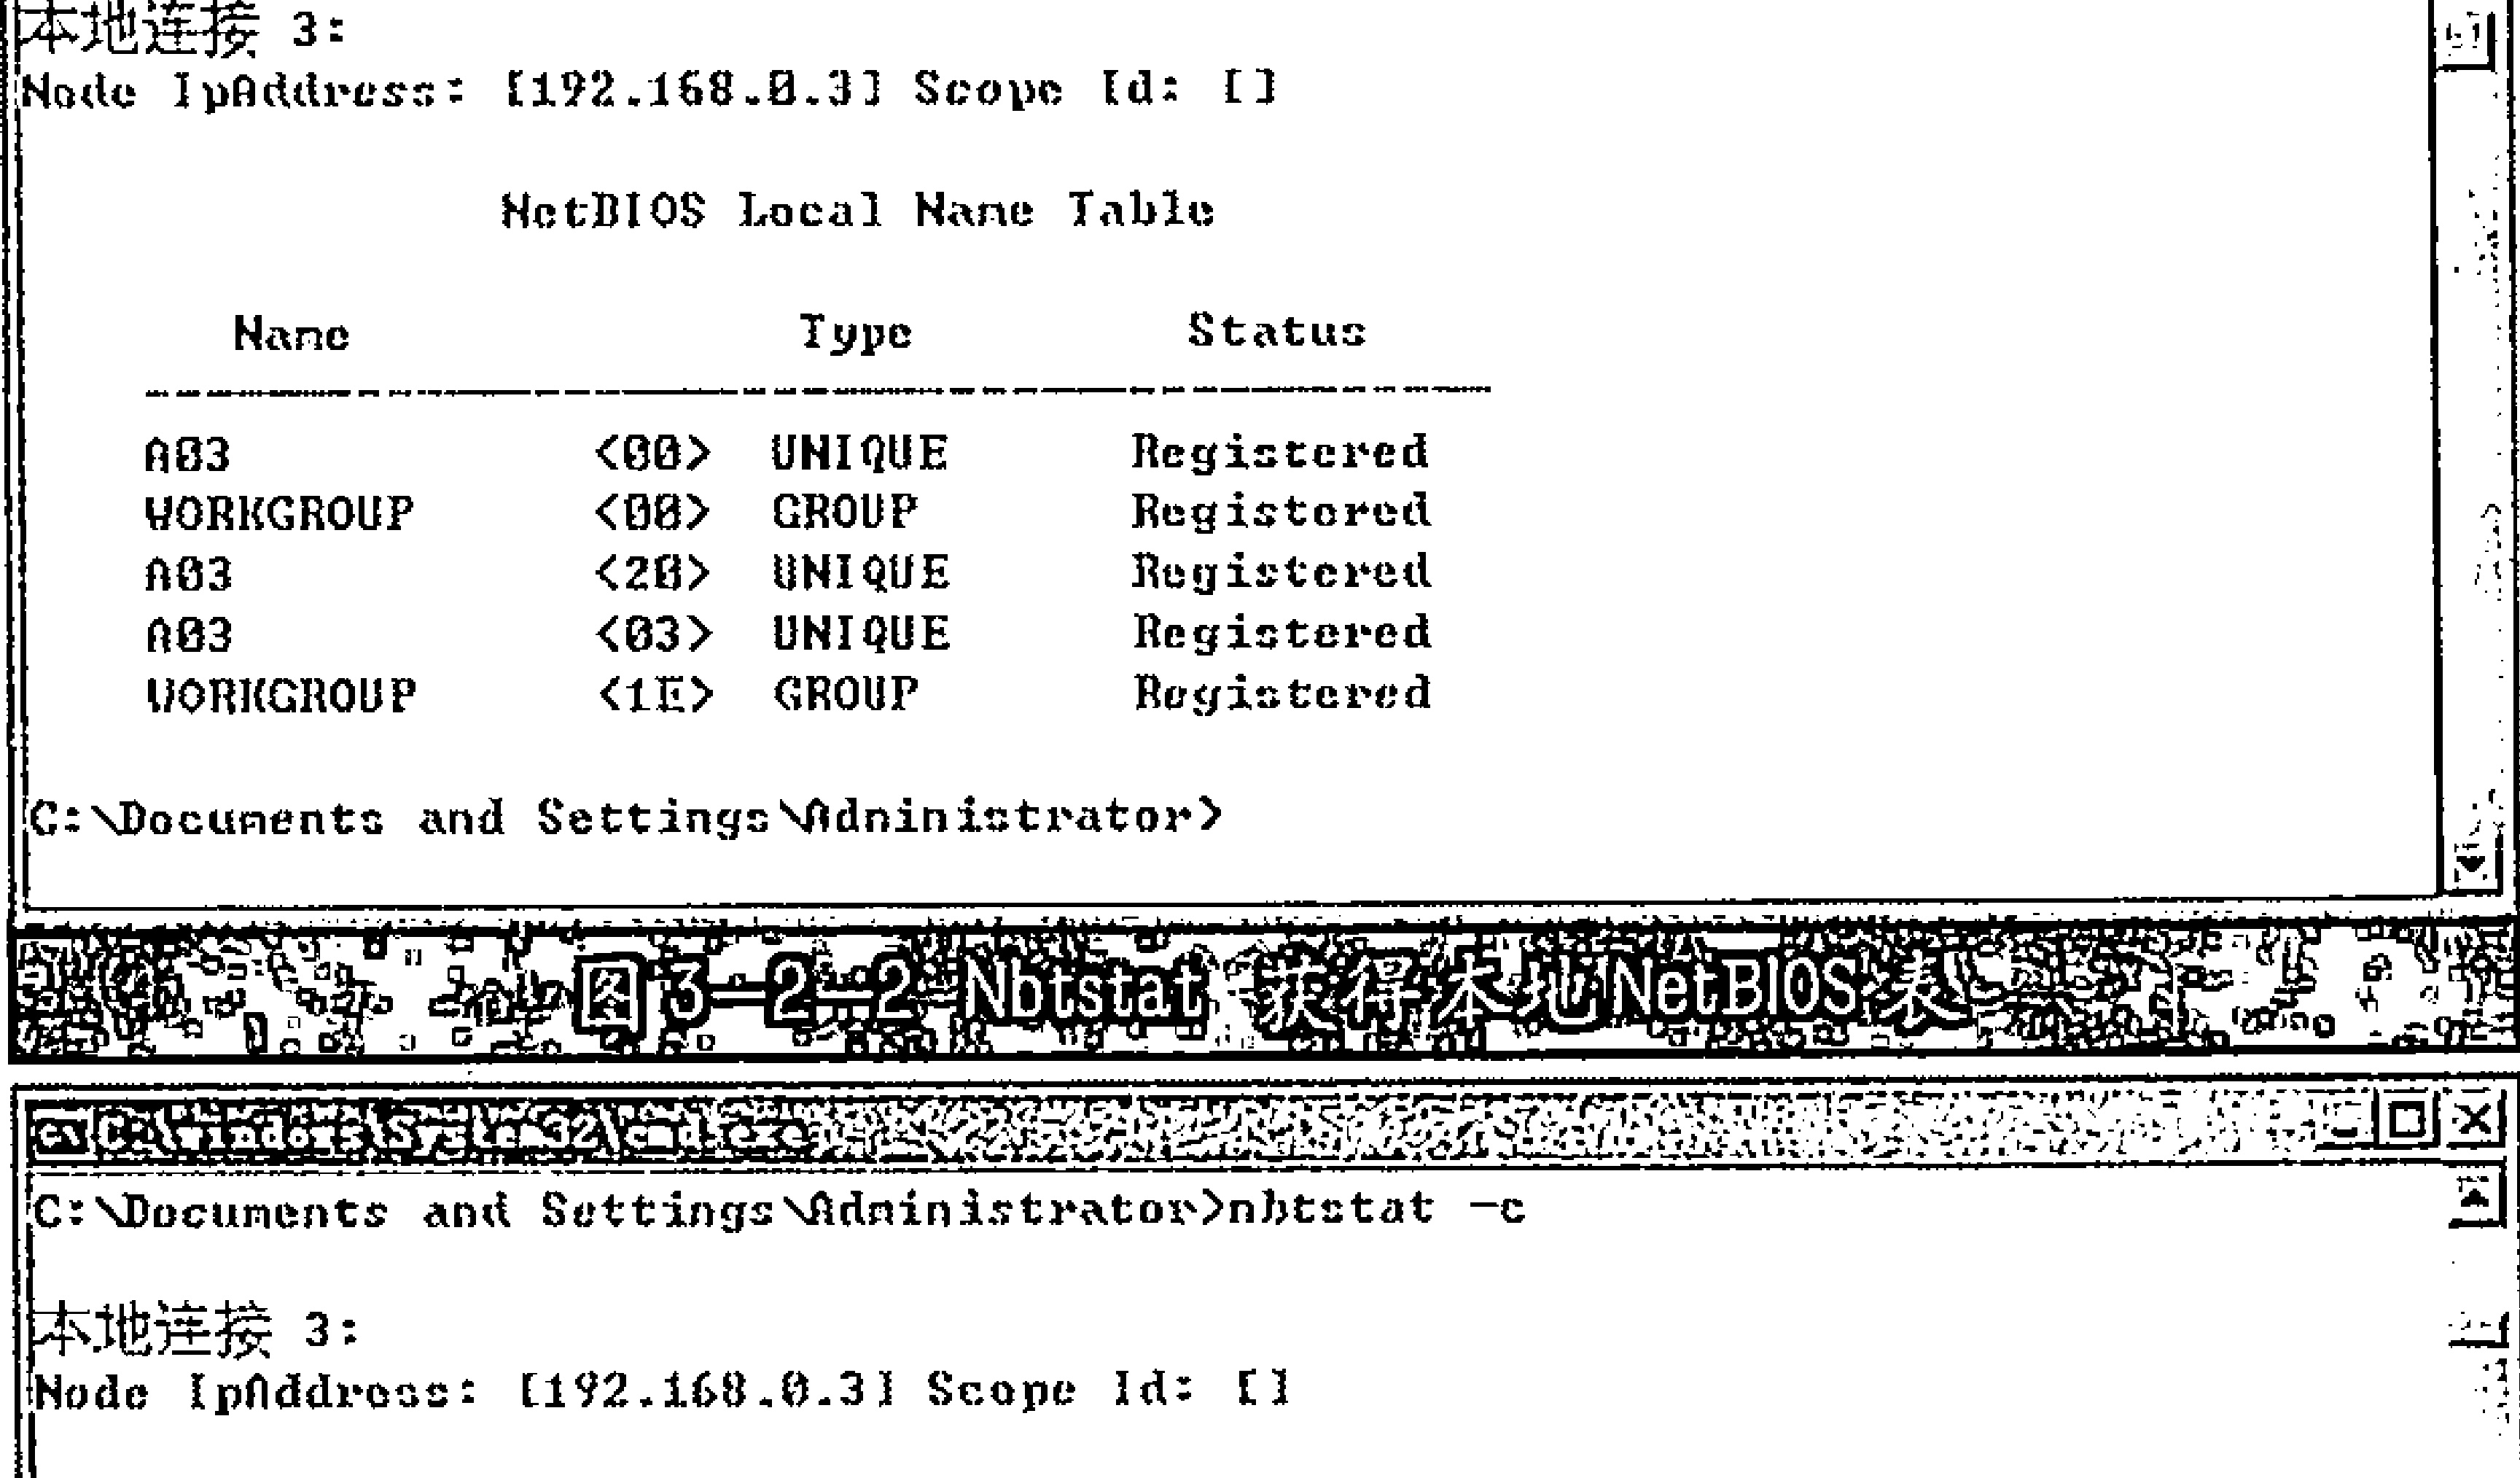 本地连接 3:
Node IpAddress: [192.168.0.3] Scope Id: []
NetBIOS Local Name Table
Name Type Status
---------------------------------------------
A03 <00> UNIQUE Registered
WORKGROUP <00> GROUP Registered
A03 <20> UNIQUE Registered
A03 <03> UNIQUE Registered
WORKGROUP <1E> GROUP Registered
C:\Documents and Settings\Administrator>
图 3-2-2 Nbtstat 获得本地NetBIOS表
C:\windows\System32\cmd.exe
C:\Documents and Settings\Administrator>nbtstat -c
本地连接 3:
Node IpAddress: [192.168.0.3] Scope Id: []